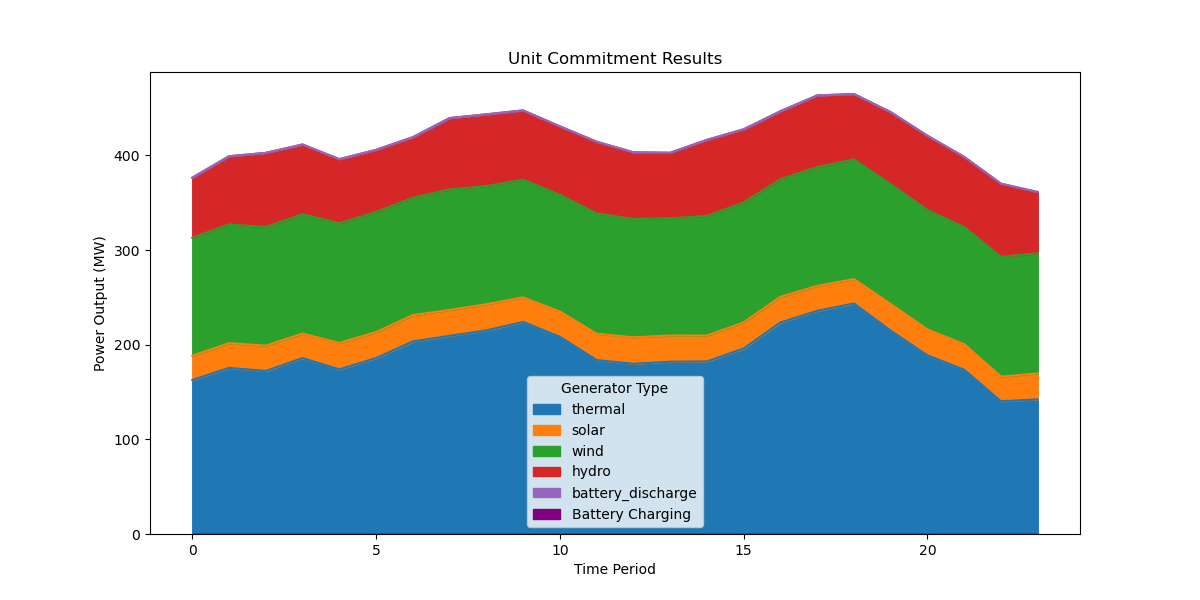 Unit Commitment Results
Power Output (MW)
400
300
200
100
0
Generator Type
thermal
solar
wind
hydro
battery_discharge
Battery Charging
0 5 10 15 20
Time Period